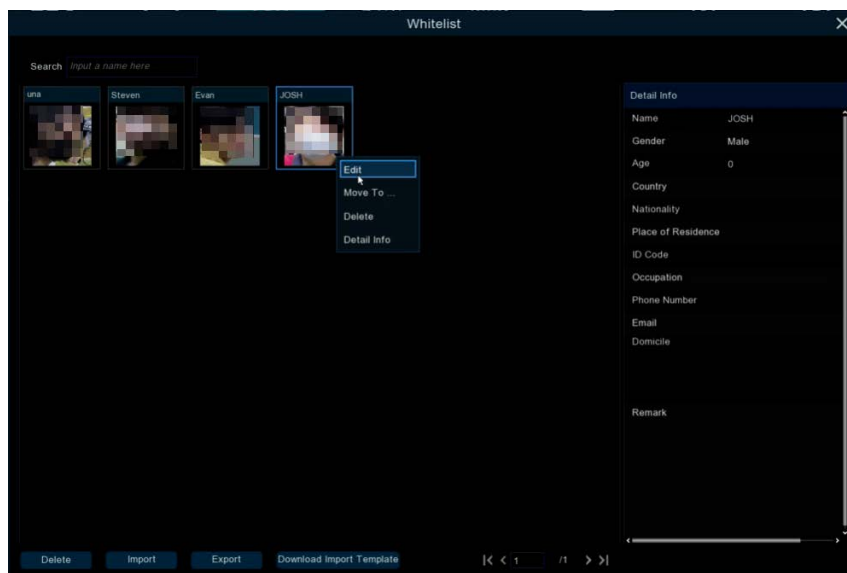 Whitelist
Search Input a name here
una Steven Evan JOSH
Edit
Move To ...
Delete
Detail Info
Detail Info
Name JOSH
Gender Male
Age 0
Country
Nationality
Place of Residence
ID Code
Occupation
Phone Number
Email
Domicile
Remark
Delete Import Export Download Import Template 1 /1